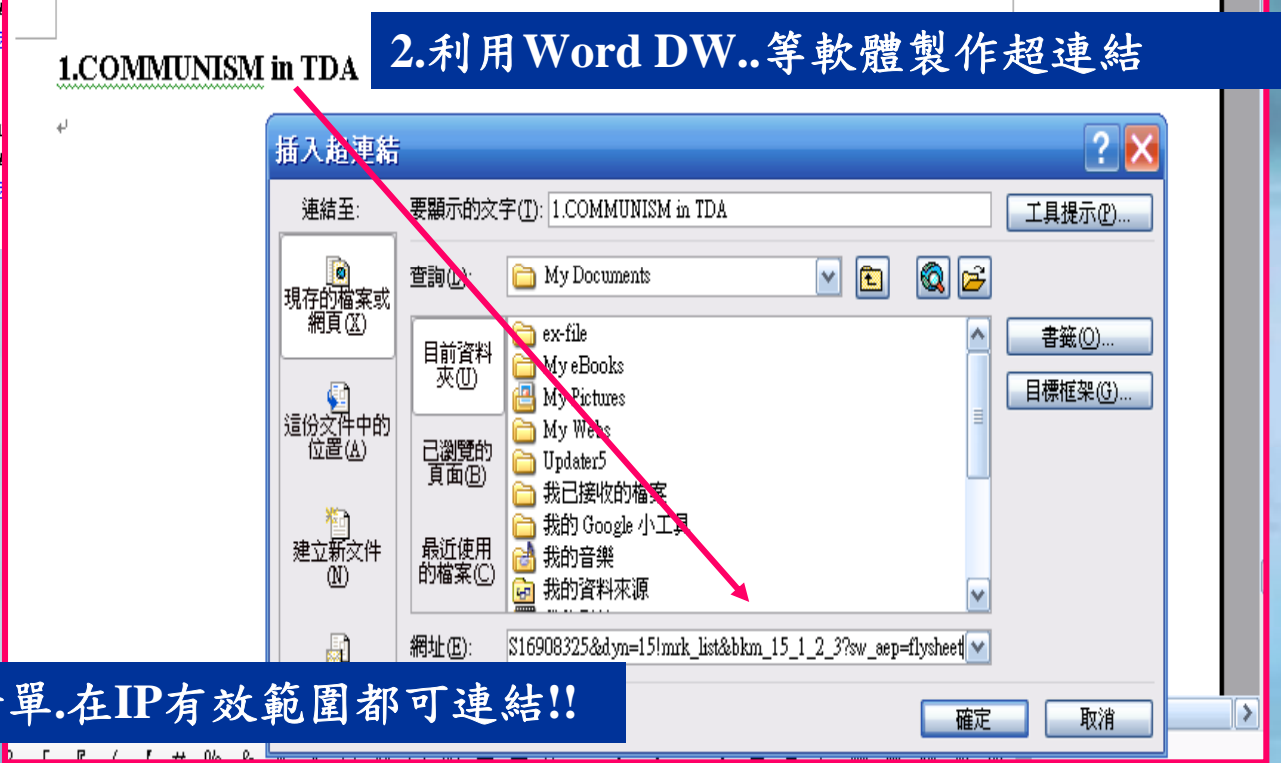 2.利用Word DW..等軟體製作超連結
1.COMMUNISM in TDA
插入超連結
連結至:
要顯示的文字(T): 1.COMMUNISM in TDA
工具提示(P)...
現存的檔案或
網頁(X)
查詢(L):
My Documents
目前資料
夾(U)
ex-file
My eBooks
My Pictures
My Webs
Updater5
我已接收的檔案
我的 Google 小工具
我的音樂
我的資料來源
書籤(O)...
目標框架(G)...
這份文件中的
位置(A)
已瀏覽的
頁面(B)
建立新文件
(N)
最近使用
的檔案(C)
網址(E):
S16908325&dyn=15!mrk_list&bkm_15_1_2_3?sw_aep=flysheet
單.在IP有效範圍都可連結!!
確定
取消